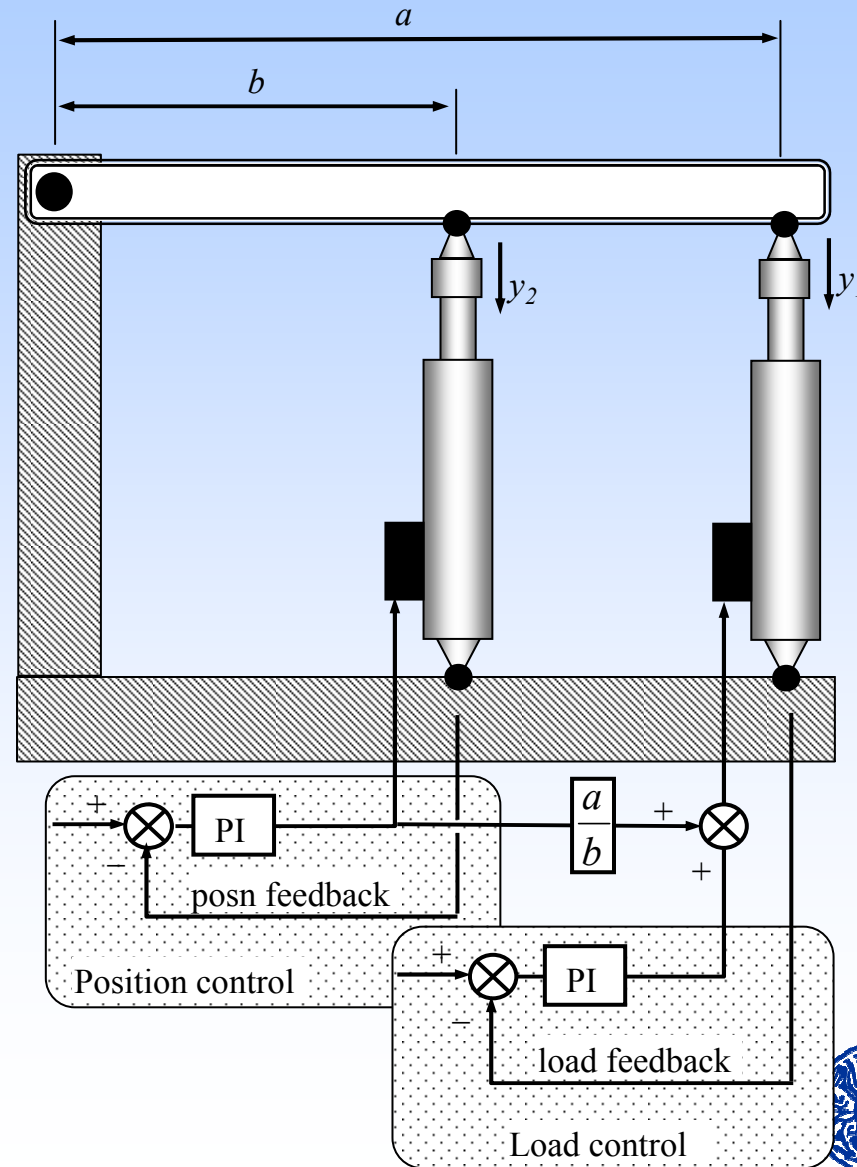 a
b
y2
y
+
PI
−
posn feedback
Position control
a
b
+
+
+
PI
−
load feedback
Load control